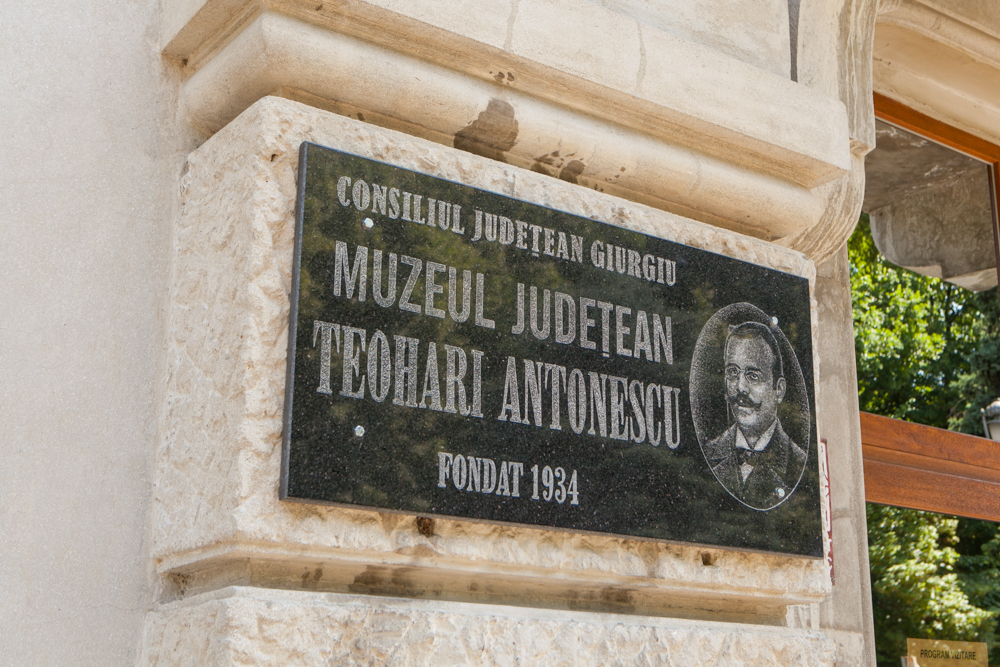 CONSILIUL JUDEȚEAN GIURGIU
MUZEUL JUDEȚEAN
TEOHARI ANTONESCU
FONDAT 1934
PROGRAM VIZITARE